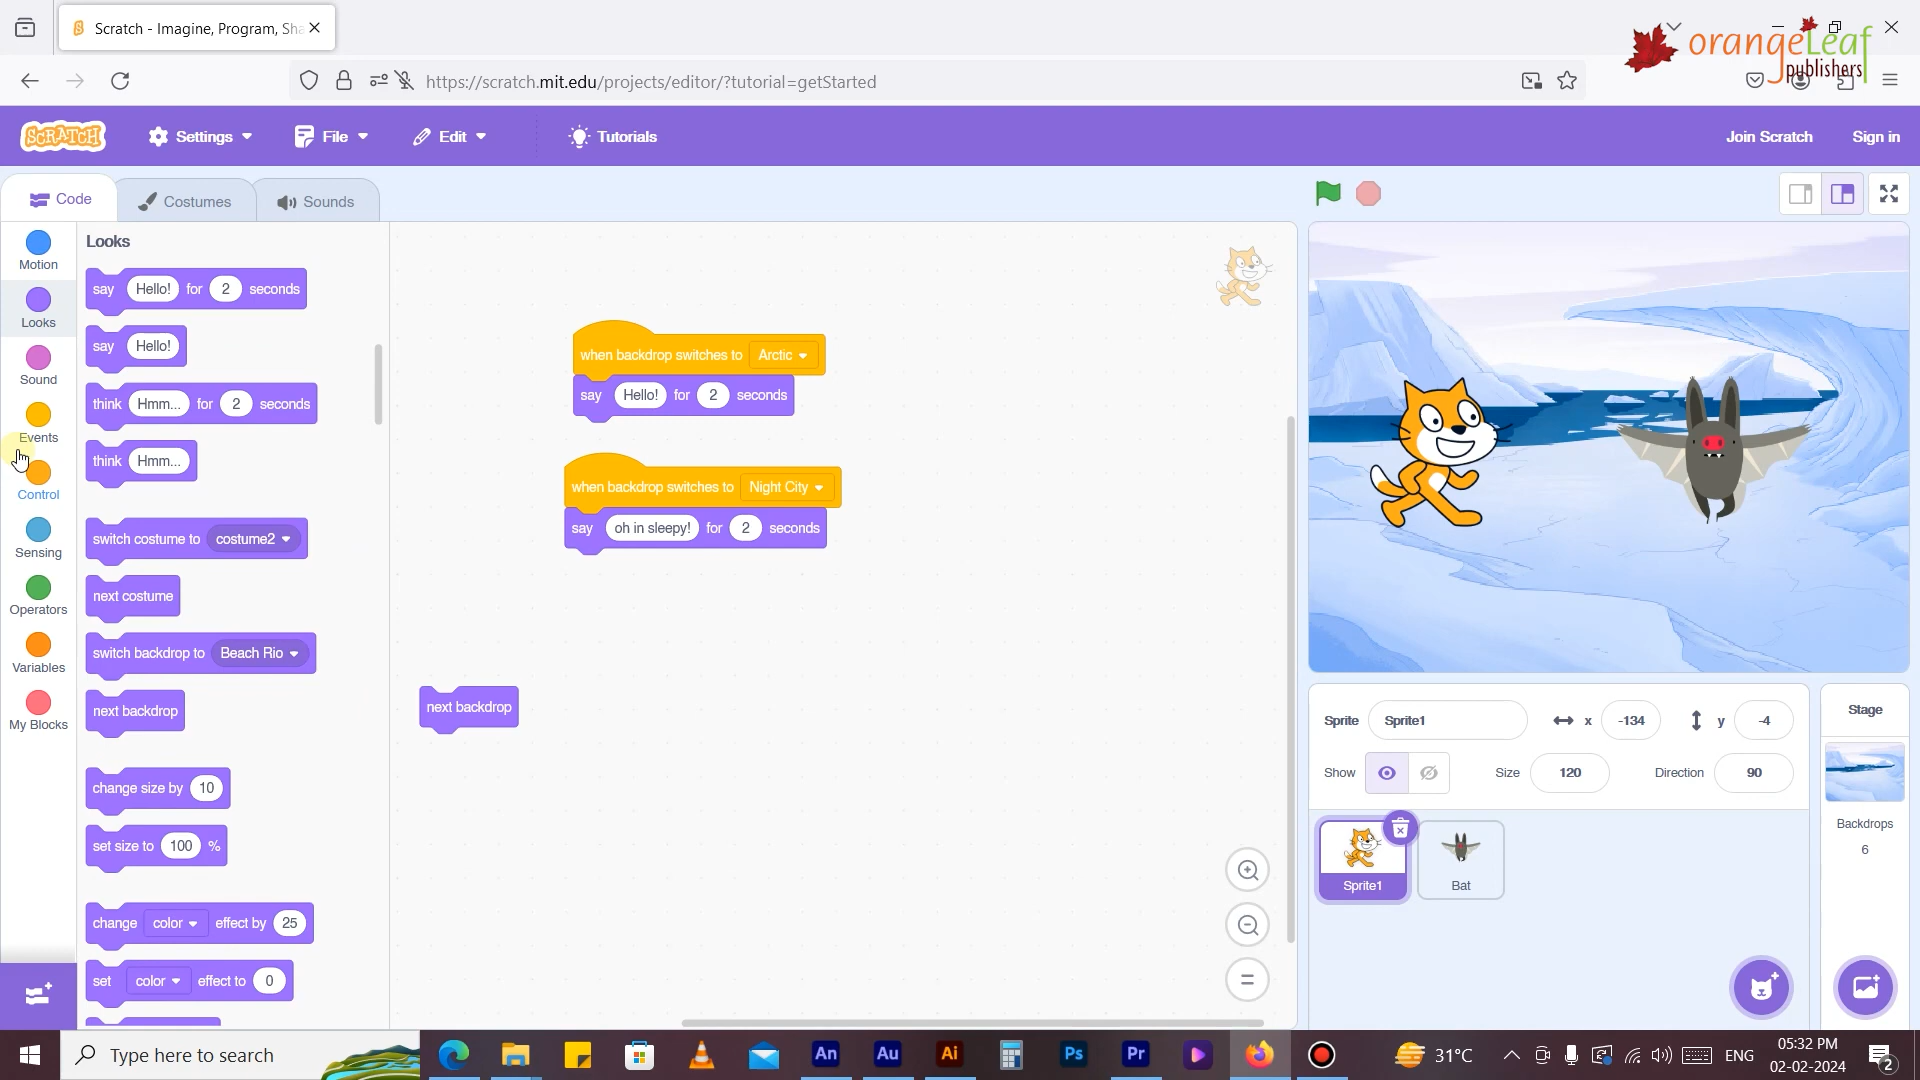 Scratch - Imagine, Program, Sha
orangeLeaf
publishers
https://scratch.mit.edu/projects/editor/?tutorial=getStarted
SCRATCH
Settings
File
Edit
Tutorials
Join Scratch
Sign in
Code
Costumes
Sounds
Motion
Looks
Sound
Events
Control
Sensing
Operators
Variables
My Blocks
Looks
say Hello! for 2 seconds
say Hello!
think Hmm... for 2 seconds
think Hmm...
switch costume to costume2
next costume
switch backdrop to Beach Rio
next backdrop
change size by 10
set size to 100 %
change color effect by 25
set color effect to 0
when backdrop switches to Arctic
say Hello! for 2 seconds
when backdrop switches to Night City
say oh in sleepy! for 2 seconds
next backdrop
Sprite Sprite1 x -134 y -4
Show Size 120 Direction 90
Sprite1
Bat
Stage
Backdrops
6
Type here to search
An
Au
Ai
Ps
Pr
31°C
ENG
05:32 PM
02-02-2024
2